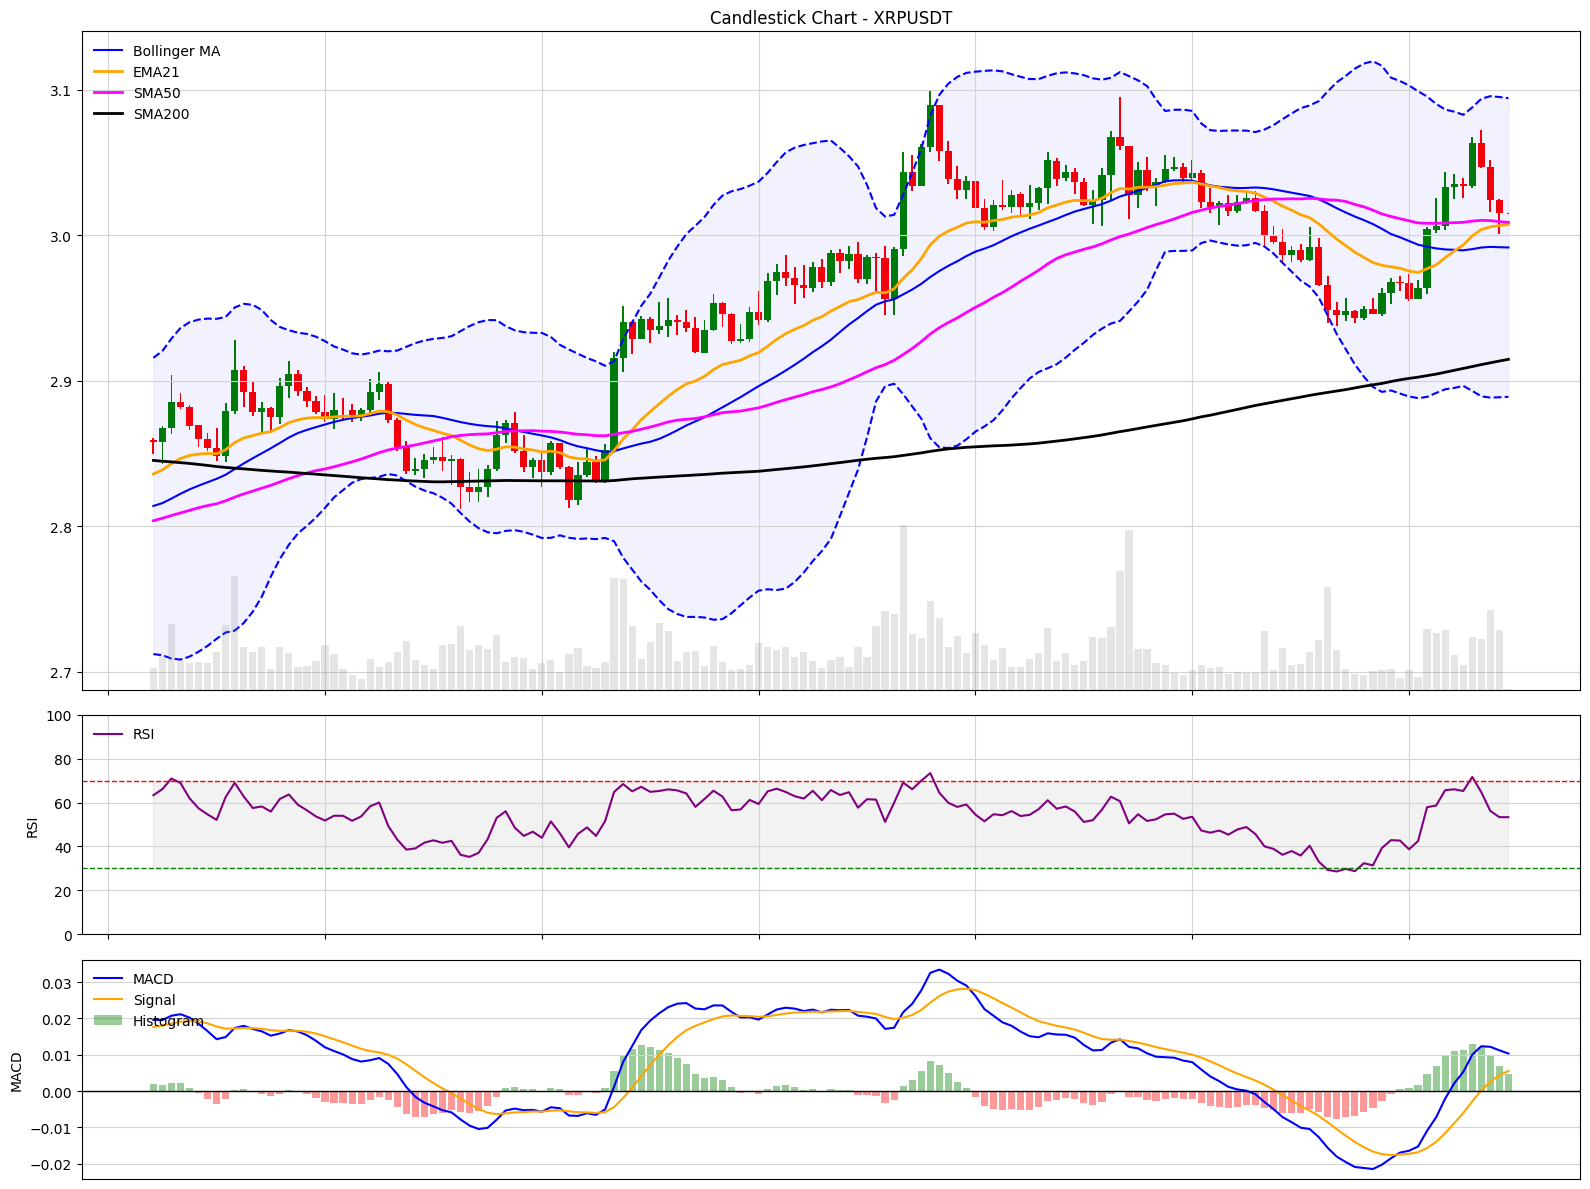 Candlestick Chart - XRPUSDT
Bollinger MA
EMA21
SMA50
SMA200
3.1
3.0
2.9
2.8
2.7
RSI
RSI
100
80
60
40
20
0
MACD
Signal
Histogram
MACD
0.03
0.02
0.01
0.00
−0.01
−0.02